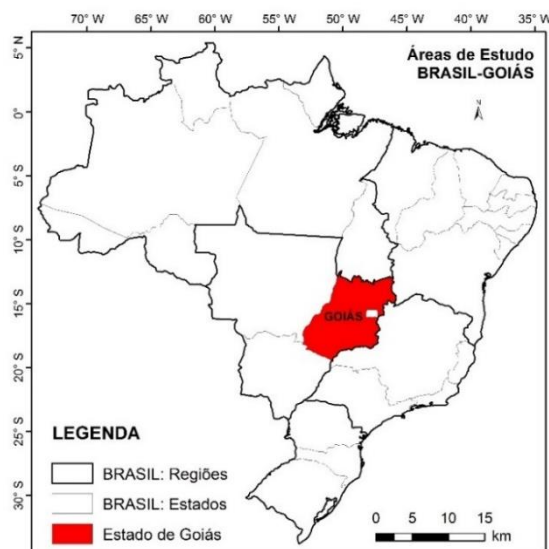 70° W 65° W 60° W 55° W 50° W 45° W 40° W 35° W
Áreas de Estudo
BRASIL-GOIÁS
N
5° N
0°
5° S
10° S
15° S
20° S
25° S
30° S
GOIÁS
LEGENDA
BRASIL: Regiões
BRASIL: Estados
Estado de Goiás
0 5 10 15
km